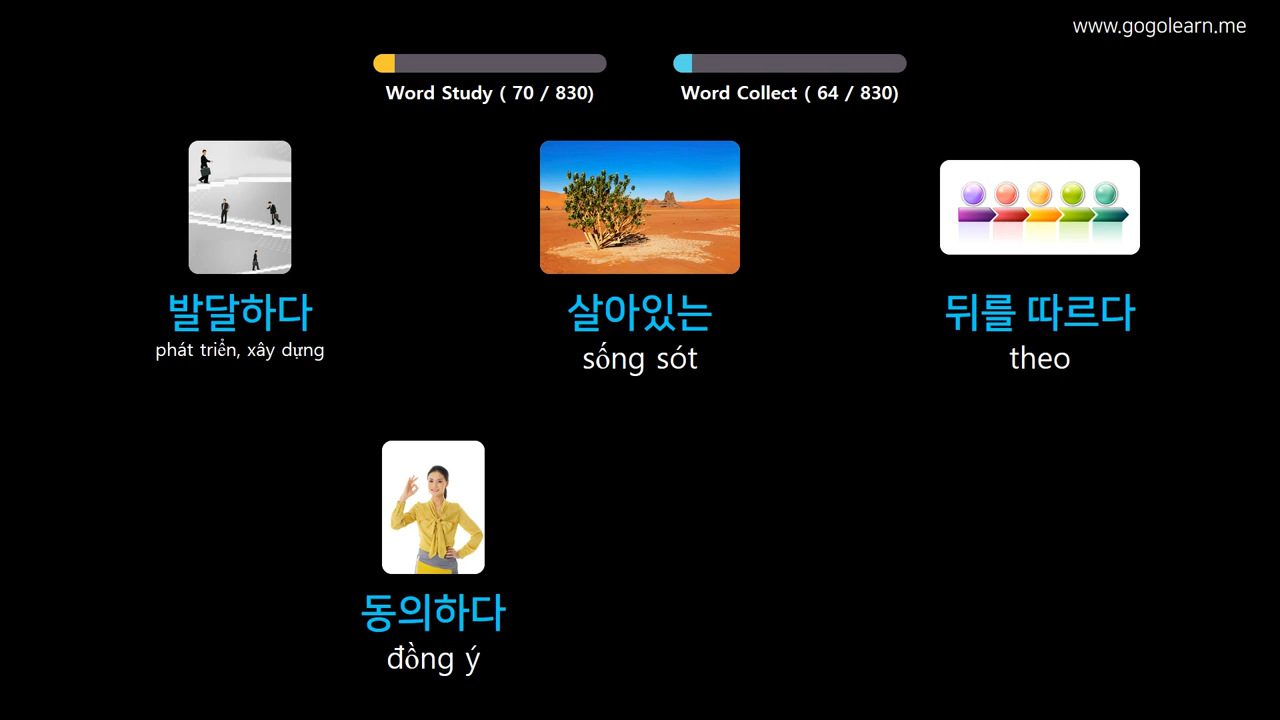 www.gogolearn.me
Word Study ( 70 / 830)
Word Collect ( 64 / 830)
발달하다
phát triển, xây dựng
살아있는
sống sót
뒤를 따르다
theo
동의하다
đồng ý